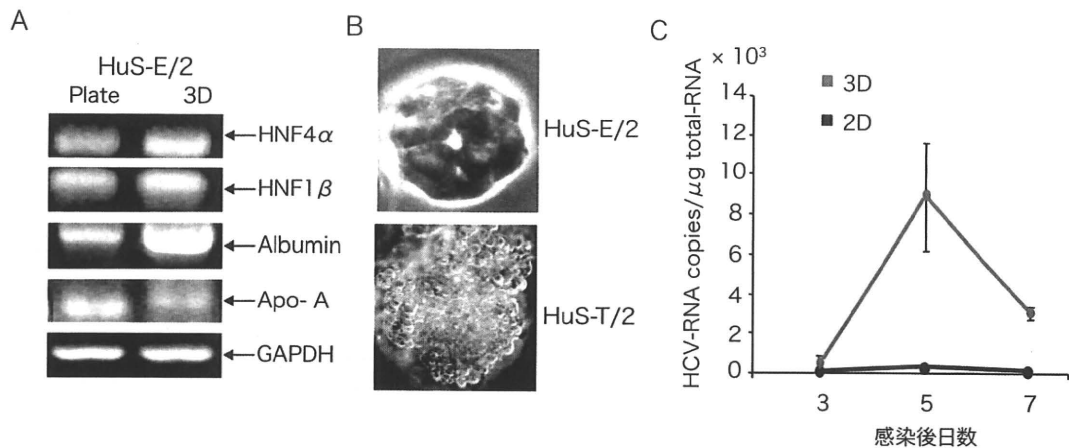 A
HuS-E/2
Plate 3D
HNF4α
HNF1β
Albumin
Apo- A
GAPDH
B
HuS-E/2
HuS-T/2
C
× 10³
HCV-RNA copies/μg total-RNA
14
12
10
8
6
4
2
0
3D
2D
3 5 7
感染後日数